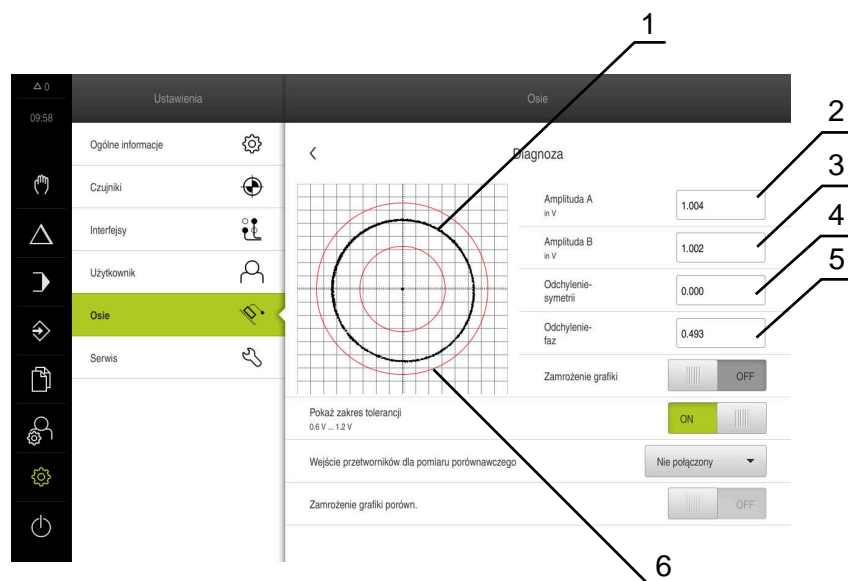 1
0
09:58
Ustawienia
Osie
Ogólne informacje
Czujniki
Interfejsy
Użytkownik
Osie
Serwis
Diagnoza
Amplituda A
in V
1.004
2
Amplituda B
in V
1.002
3
Odchylenie-
symetrii
0.000
4
Odchylenie-
faz
0.493
5
Zamrożenie grafiki
OFF
Pokaż zakres tolerancji
0.6 V ... 1.2 V
ON
Wejście przetworników dla pomiaru porównawczego
Nie połączony
Zamrożenie grafiki porówn.
OFF
6